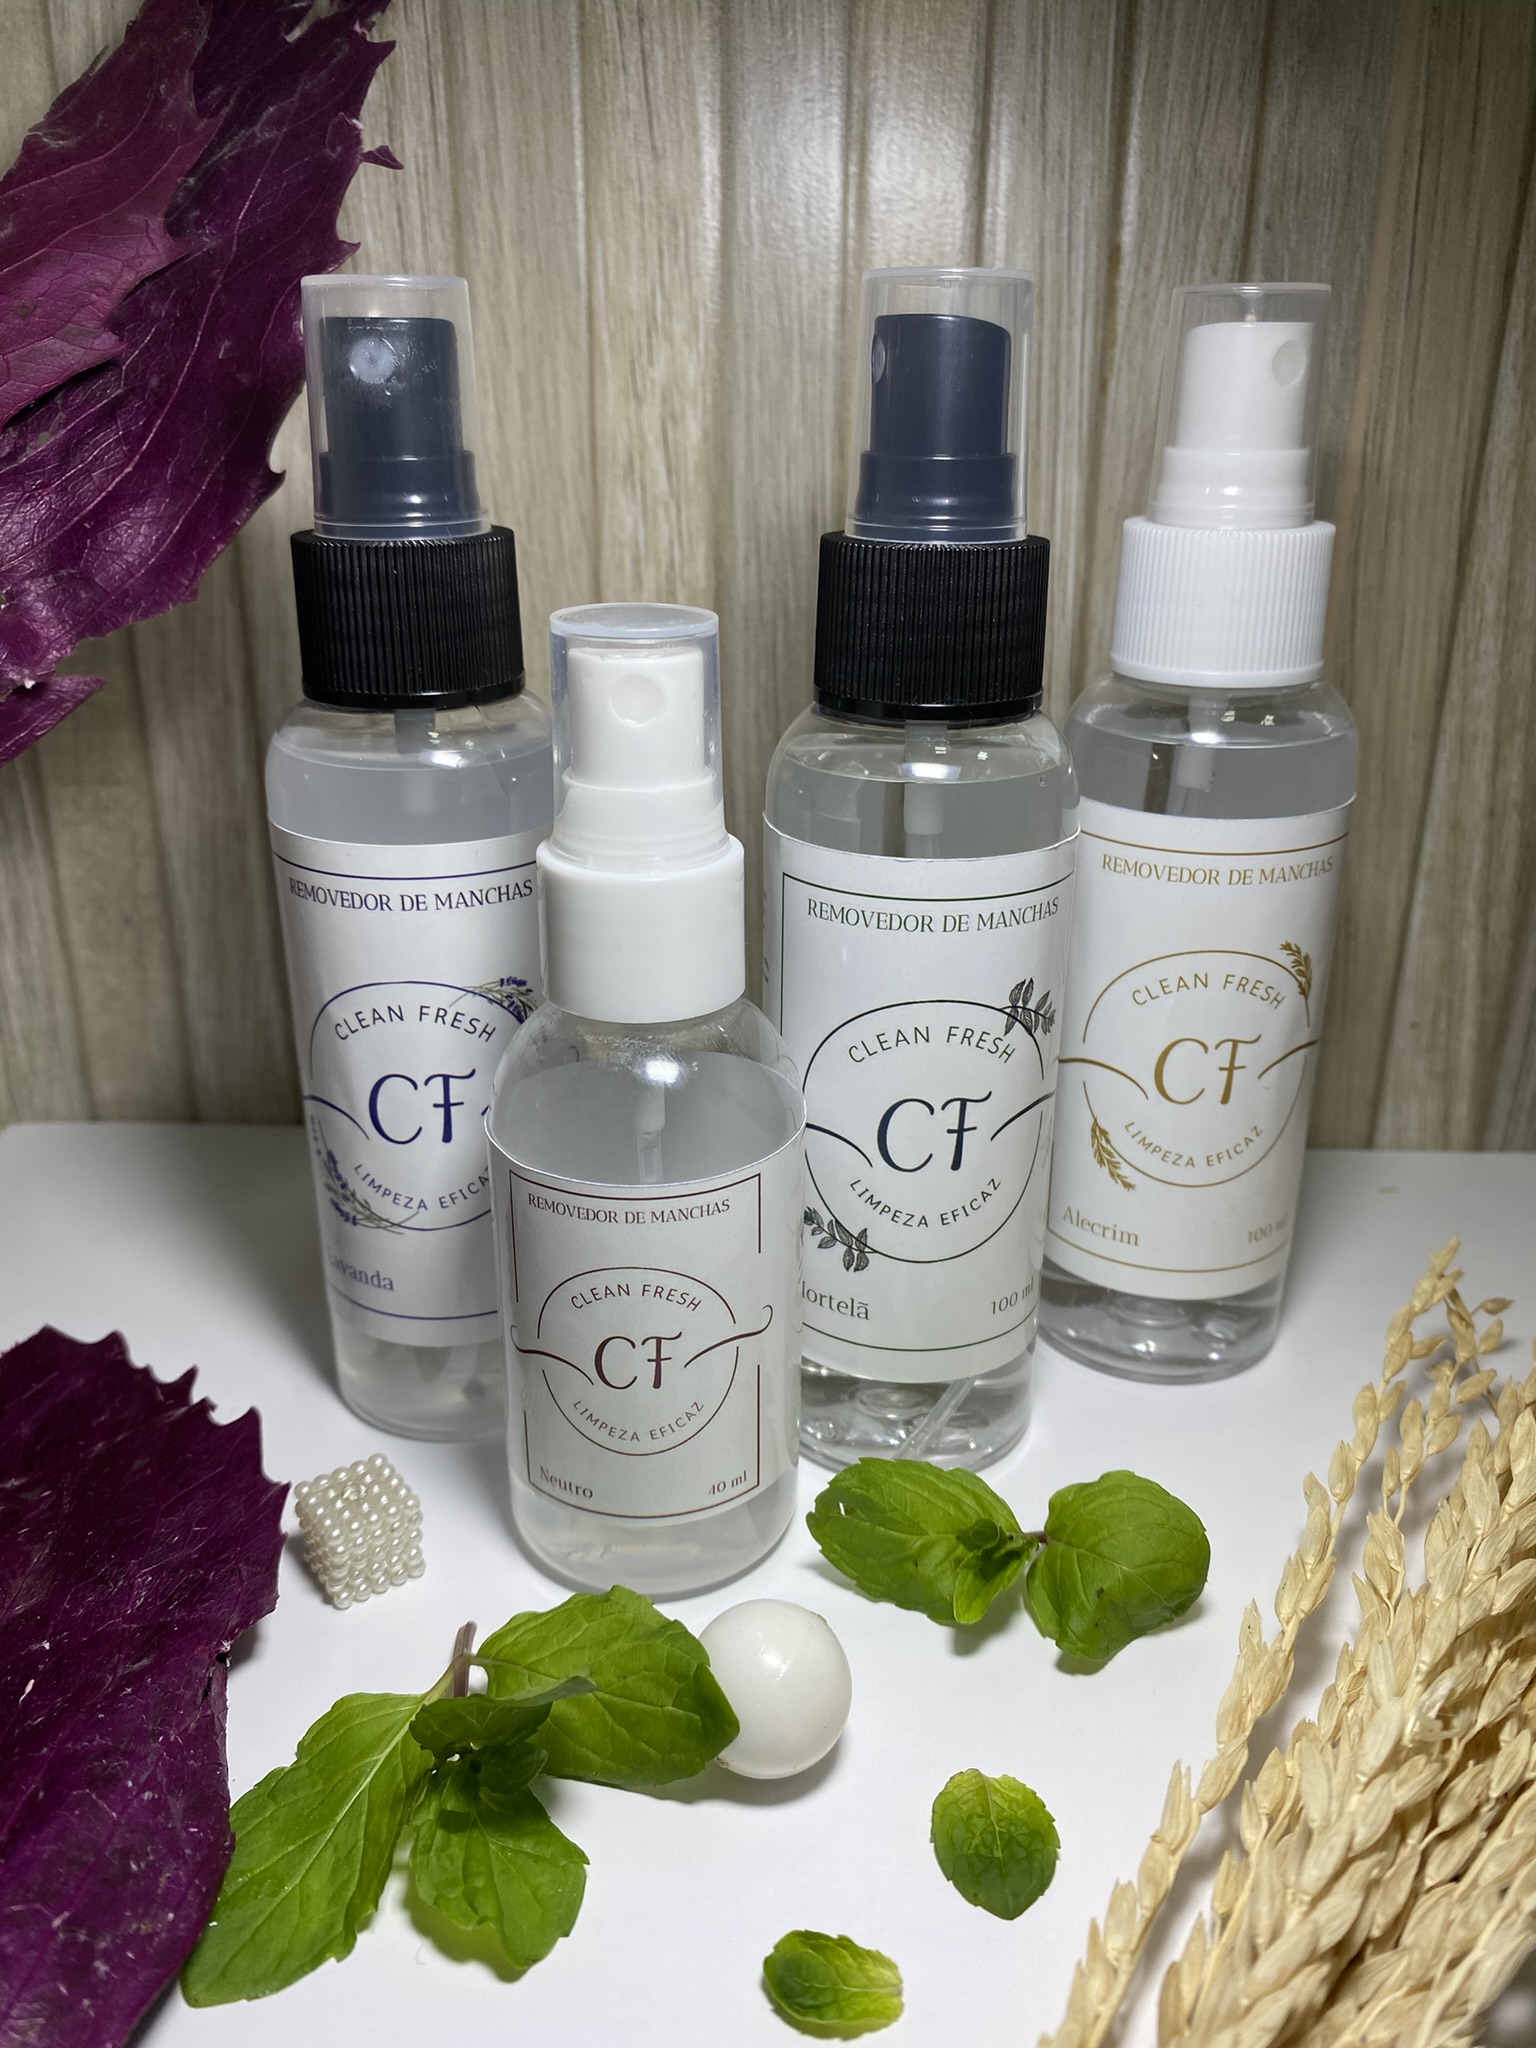 REMOVEDOR DE MANCHAS
CLEAN FRESH
CF
LIMPEZA EFICAZ
Lavanda
REMOVEDOR DE MANCHAS
CLEAN FRESH
CF
LIMPEZA EFICAZ
Neutro 40 ml
REMOVEDOR DE MANCHAS
CLEAN FRESH
CF
LIMPEZA EFICAZ
Hortelã 100 ml
REMOVEDOR DE MANCHAS
CLEAN FRESH
CF
LIMPEZA EFICAZ
Alecrim 100 ml